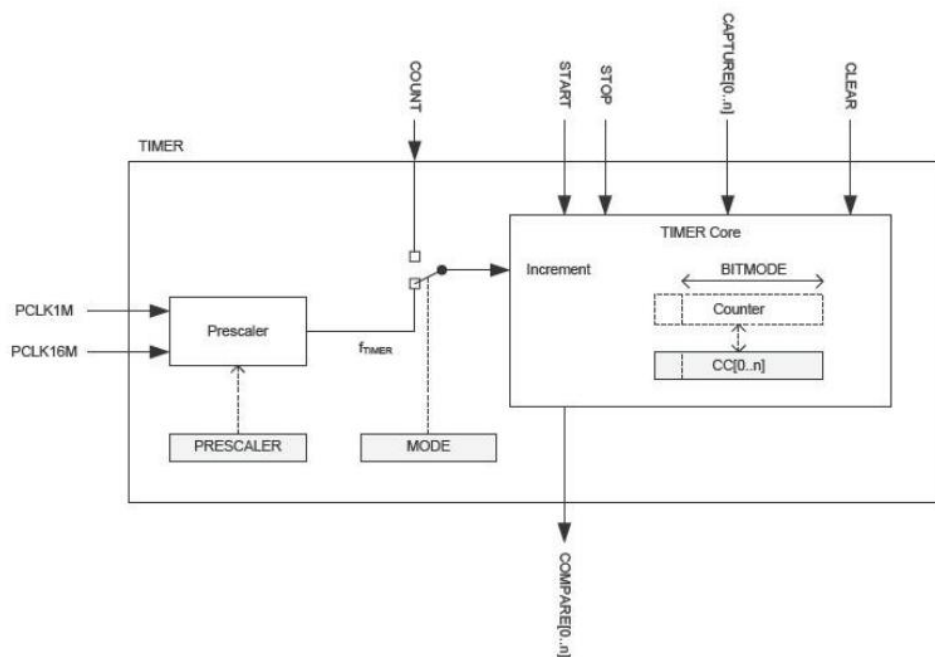 COUNT
START
STOP
CAPTURE[0..n]
CLEAR
TIMER
TIMER Core
Increment
BITMODE
Counter
CC[0..n]
PCLK1M
PCLK16M
Prescaler
fTIMER
PRESCALER
MODE
COMPARE[0..n]